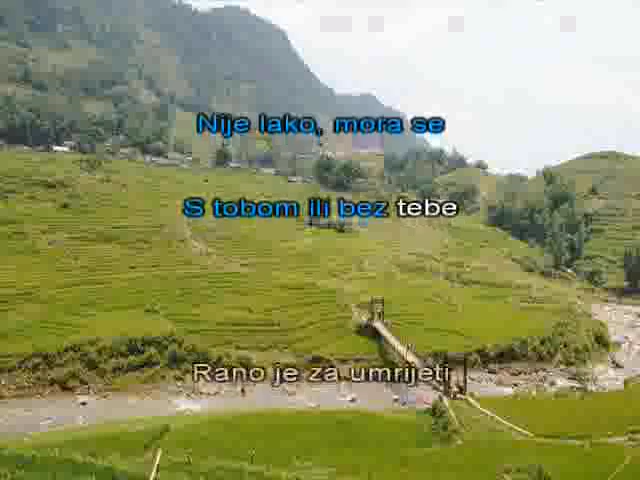 Nije lako, mora se
S tobom ili bez tebe
Rano je za umrijeti